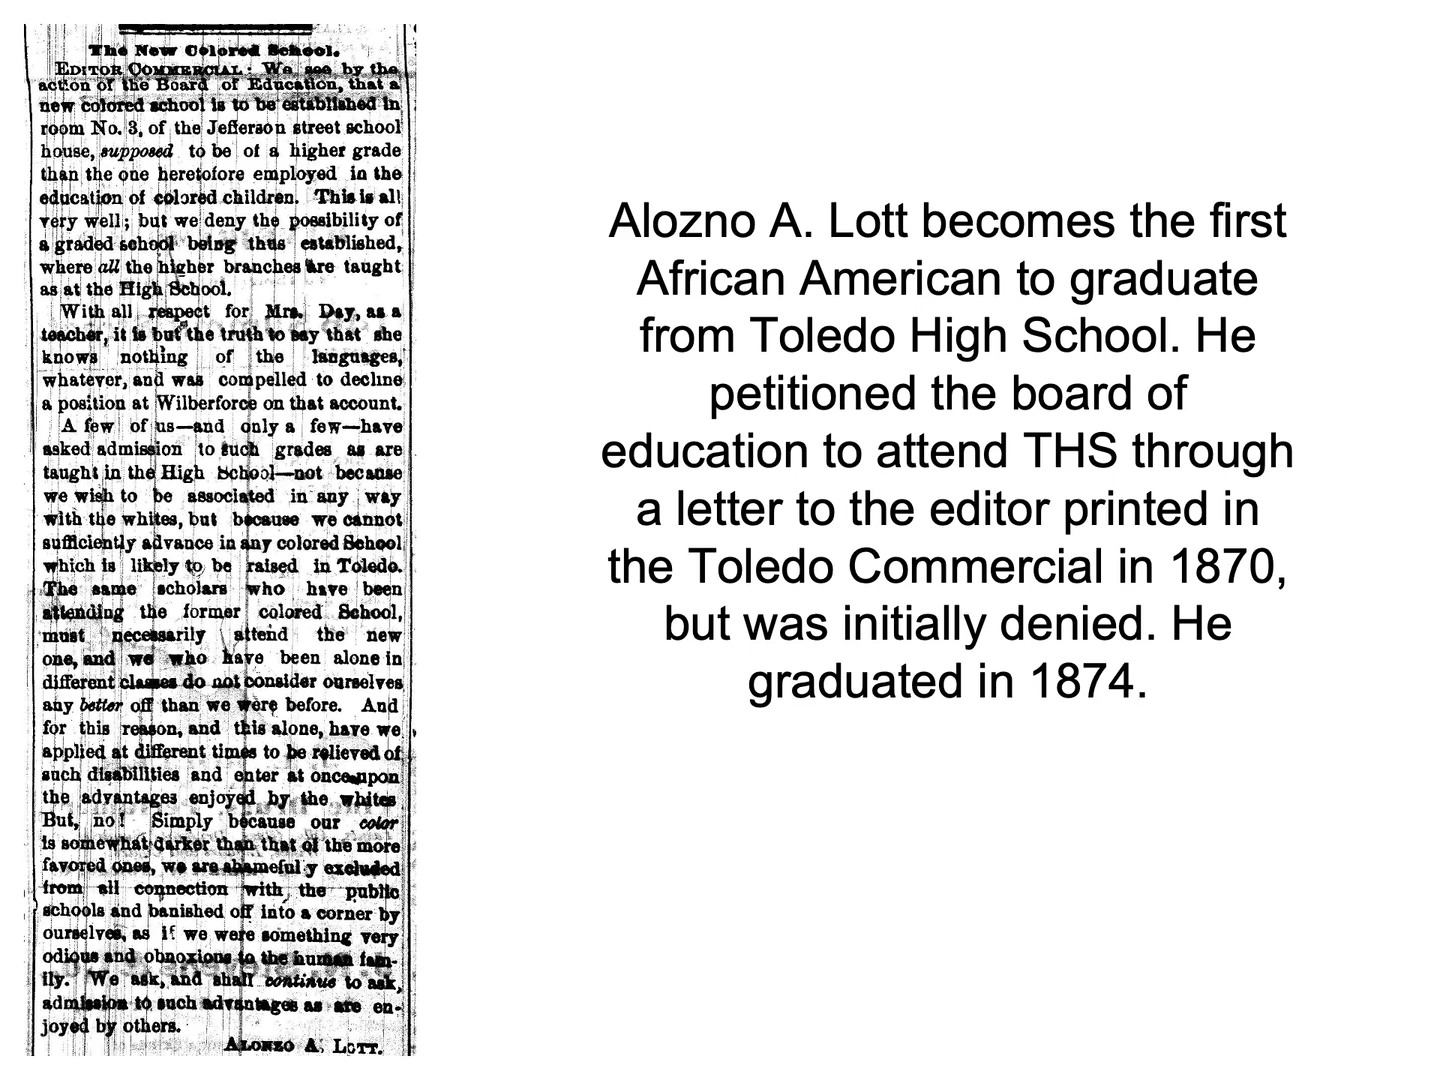 The New Colored School.
EDITOR COMMERCIAL: We see by the
action of the Board of Education, that a
new colored school is to be established in
room No. 3, of the Jefferson street school
house, supposed to be of a higher grade
than the one heretofore employed in the
education of colored children. This is all
very well; but we deny the possibility of
a graded school being thus established,
where all the higher branches are taught
as at the High School.
With all respect for Mrs. Day, as a
teacher, it is but the truth to say that she
knows nothing of the languages,
whatever, and was compelled to decline
a position at Wilberforce on that account.
A few of us—and only a few—have
asked admission to such grades as are
taught in the High School—not because
we wish to be associated in any way
with the whites, but because we cannot
sufficiently advance in any colored School
which is likely to be raised in Toledo.
The same scholars who have been
attending the former colored School,
must necessarily attend the new
one, and we who have been alone in
different classes do not consider ourselves
any better off than we were before. And
for this reason, and this alone, have we
applied at different times to be relieved of
such disabilities and enter at once upon
the advantages enjoyed by the whites
But, no! Simply because our color
is somewhat darker than that of the more
favored ones, we are shameful y excluded
from all connection with the public
schools and banished off into a corner by
ourselves, as if we were something very
odious and obnoxious to the human fam-
ily. We ask, and shall continue to ask,
admission to such advantages as are en-
joyed by others.
ALONZO A. LOTT.
Alozno A. Lott becomes the first
African American to graduate
from Toledo High School. He
petitioned the board of
education to attend THS through
a letter to the editor printed in
the Toledo Commercial in 1870,
but was initially denied. He
graduated in 1874.